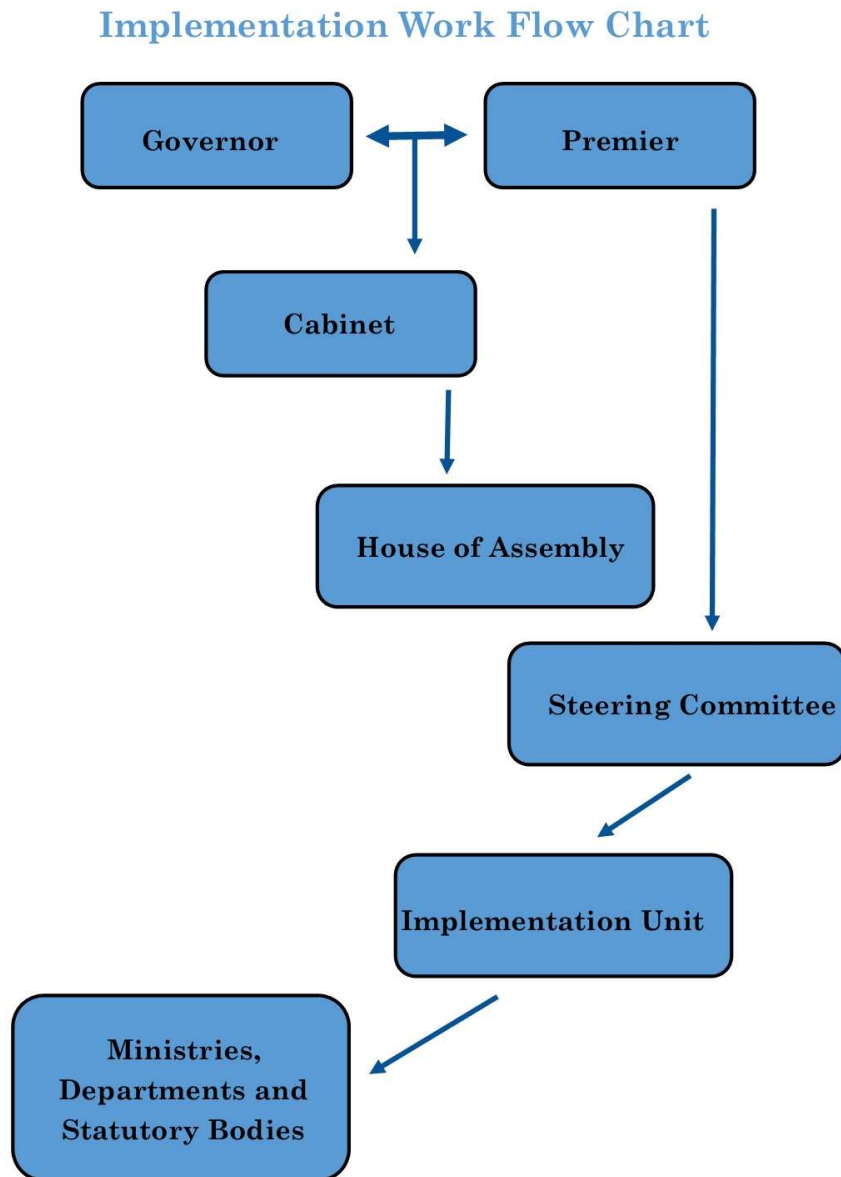 Implementation Work Flow Chart
Governor
Premier
Cabinet
House of Assembly
Steering Committee
Implementation Unit
Ministries,
Departments and
Statutory Bodies